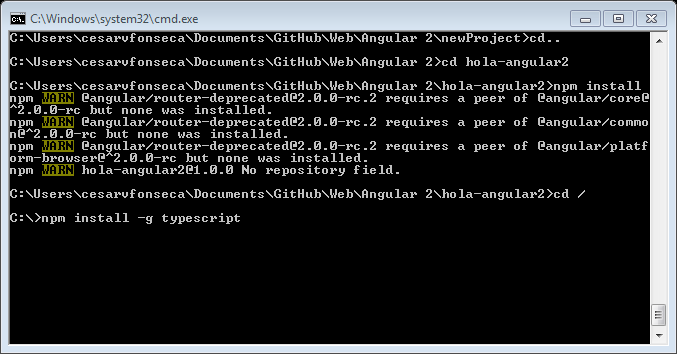 C:\Windows\system32\cmd.exe
C:\Users\cesarvfonseca\Documents\GitHub\Web\Angular 2\newProject>cd..
C:\Users\cesarvfonseca\Documents\GitHub\Web\Angular 2>cd hola-angular2
C:\Users\cesarvfonseca\Documents\GitHub\Web\Angular 2\hola-angular2>npm install
npm WARN @angular/router-deprecated@2.0.0-rc.2 requires a peer of @angular/core@
^2.0.0-rc but none was installed.
npm WARN @angular/router-deprecated@2.0.0-rc.2 requires a peer of @angular/commo
n@^2.0.0-rc but none was installed.
npm WARN @angular/router-deprecated@2.0.0-rc.2 requires a peer of @angular/platf
orm-browser@^2.0.0-rc but none was installed.
npm WARN hola-angular2@1.0.0 No repository field.
C:\Users\cesarvfonseca\Documents\GitHub\Web\Angular 2\hola-angular2>cd /
C:\>npm install -g typescript